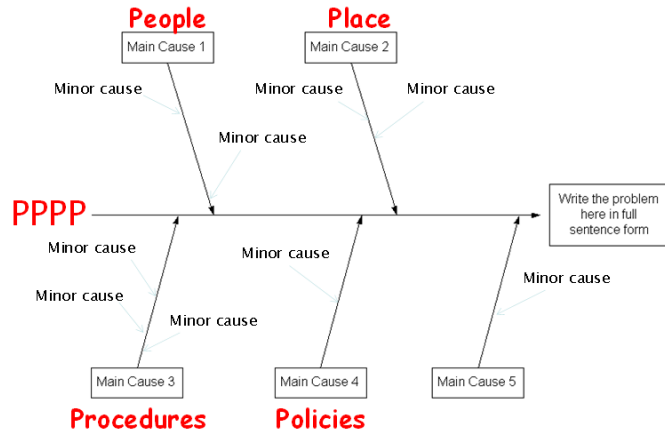 People
Place
Main Cause 1
Main Cause 2
Minor cause
Minor cause
Minor cause
Minor cause
PPPP
Write the problem
here in full
sentence form
Minor cause
Minor cause
Minor cause
Minor cause
Minor cause
Main Cause 3
Main Cause 4
Main Cause 5
Procedures
Policies